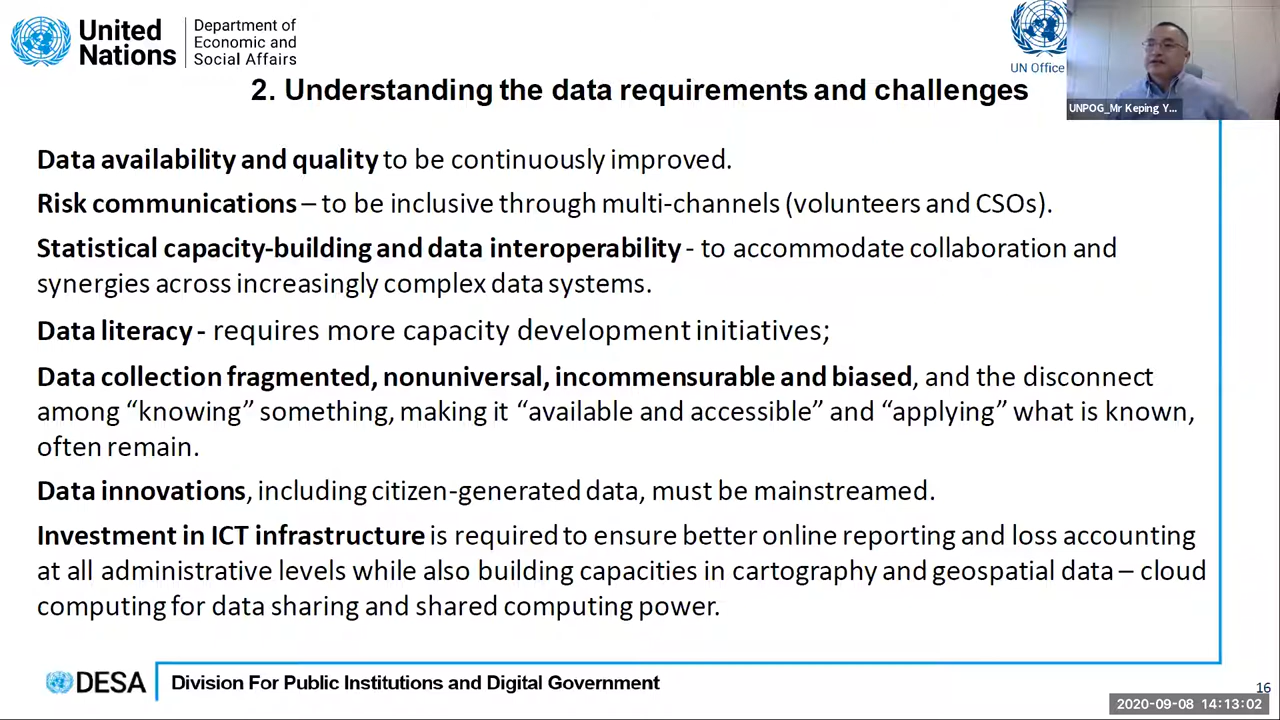 United
Nations
Department of
Economic and
Social Affairs
UN Office
UNPOG_Mr Keping Y...
2. Understanding the data requirements and challenges
Data availability and quality to be continuously improved.
Risk communications – to be inclusive through multi-channels (volunteers and CSOs).
Statistical capacity-building and data interoperability - to accommodate collaboration and
synergies across increasingly complex data systems.
Data literacy - requires more capacity development initiatives;
Data collection fragmented, nonuniversal, incommensurable and biased, and the disconnect
among “knowing” something, making it “available and accessible” and “applying” what is known,
often remain.
Data innovations, including citizen-generated data, must be mainstreamed.
Investment in ICT infrastructure is required to ensure better online reporting and loss accounting
at all administrative levels while also building capacities in cartography and geospatial data – cloud
computing for data sharing and shared computing power.
DESA
Division For Public Institutions and Digital Government
16
2020-09-08 14:13:02